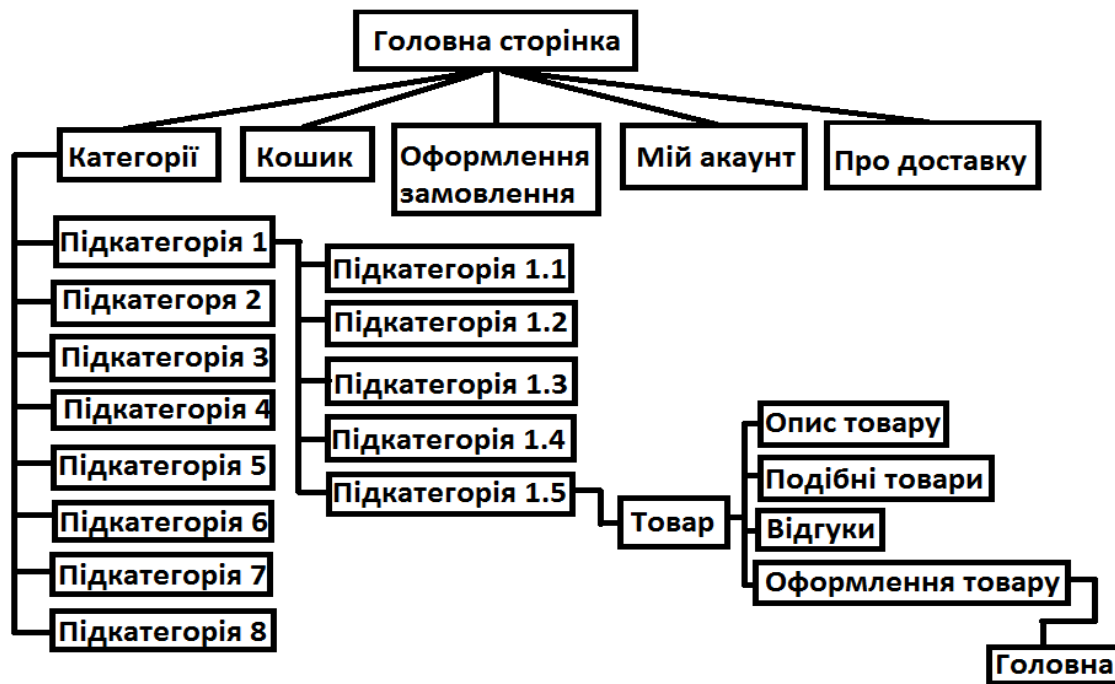 Головна сторінка
Категорії
Кошик
Оформлення
замовлення
Мій акаунт
Про доставку
Підкатегорія 1
Підкатегоря 2
Підкатегорія 3
Підкатегорія 4
Підкатегорія 5
Підкатегорія 6
Підкатегорія 7
Підкатегорія 8
Підкатегорія 1.1
Підкатегорія 1.2
Підкатегорія 1.3
Підкатегорія 1.4
Підкатегорія 1.5
Товар
Опис товару
Подібні товари
Відгуки
Оформлення товару
Головна